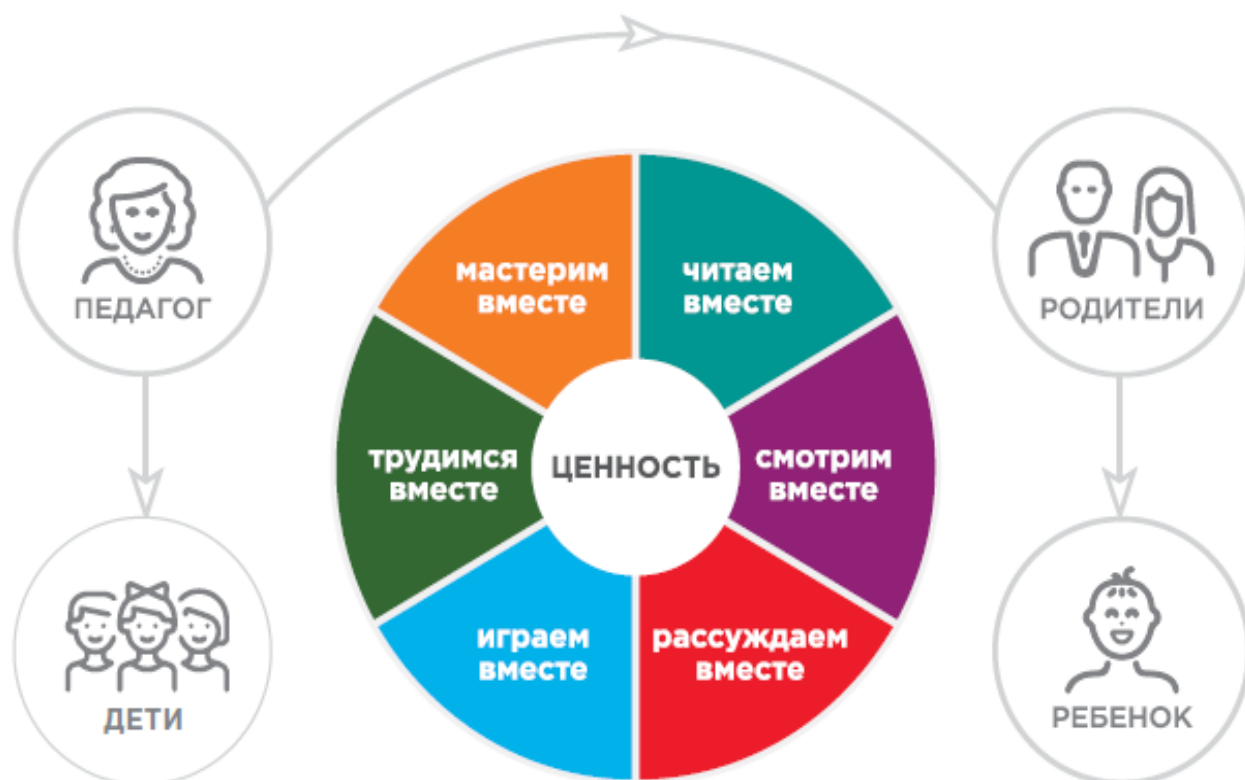 ПЕДАГОГ
РОДИТЕЛИ
мастерим
вместе
читаем
вместе
трудимся
вместе
ЦЕННОСТЬ
смотрим
вместе
играем
вместе
рассуждаем
вместе
ДЕТИ
РЕБЕНОК